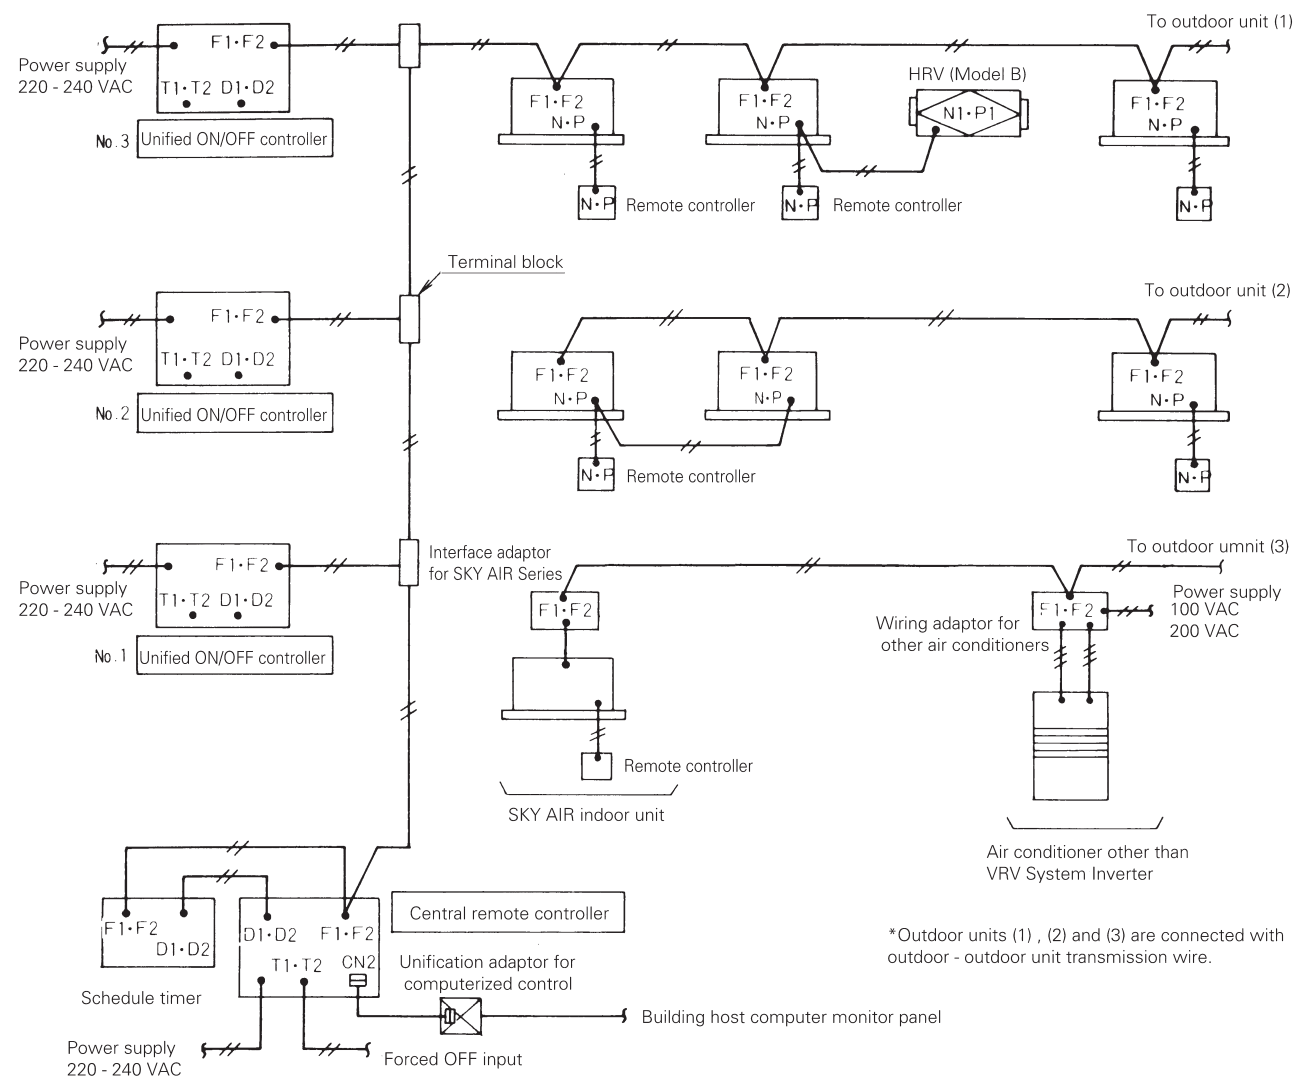 To outdoor unit (1)
F1・F2
Power supply
220 - 240 VAC
T1・T2 D1・D2
No.3 Unified ON/OFF controller
HRV (Model B)
F1・F2
N・P
F1・F2
N・P
N1・P1
F1・F2
N・P
N・P Remote controller
N・P Remote controller
N・P
Terminal block
To outdoor unit (2)
F1・F2
Power supply
220 - 240 VAC
T1・T2 D1・D2
No.2 Unified ON/OFF controller
F1・F2
N・P
F1・F2
N・P
F1・F2
N・P
N・P Remote controller
N・P
Interface adaptor
for SKY AIR Series
To outdoor umnit (3)
F1・F2
Power supply
220 - 240 VAC
T1・T2 D1・D2
No.1 Unified ON/OFF controller
F1・F2
Wiring adaptor for
other air conditioners
F1・F2
Power supply
100 VAC
200 VAC
Remote controller
SKY AIR indoor unit
Air conditioner other than
VRV System Inverter
F1・F2
D1・D2
Schedule timer
D1・D2 F1・F2
T1・T2 CN2
Central remote controller
Unification adaptor for
computerized control
*Outdoor units (1) , (2) and (3) are connected with
outdoor - outdoor unit transmission wire.
Building host computer monitor panel
Power supply
220 - 240 VAC
Forced OFF input